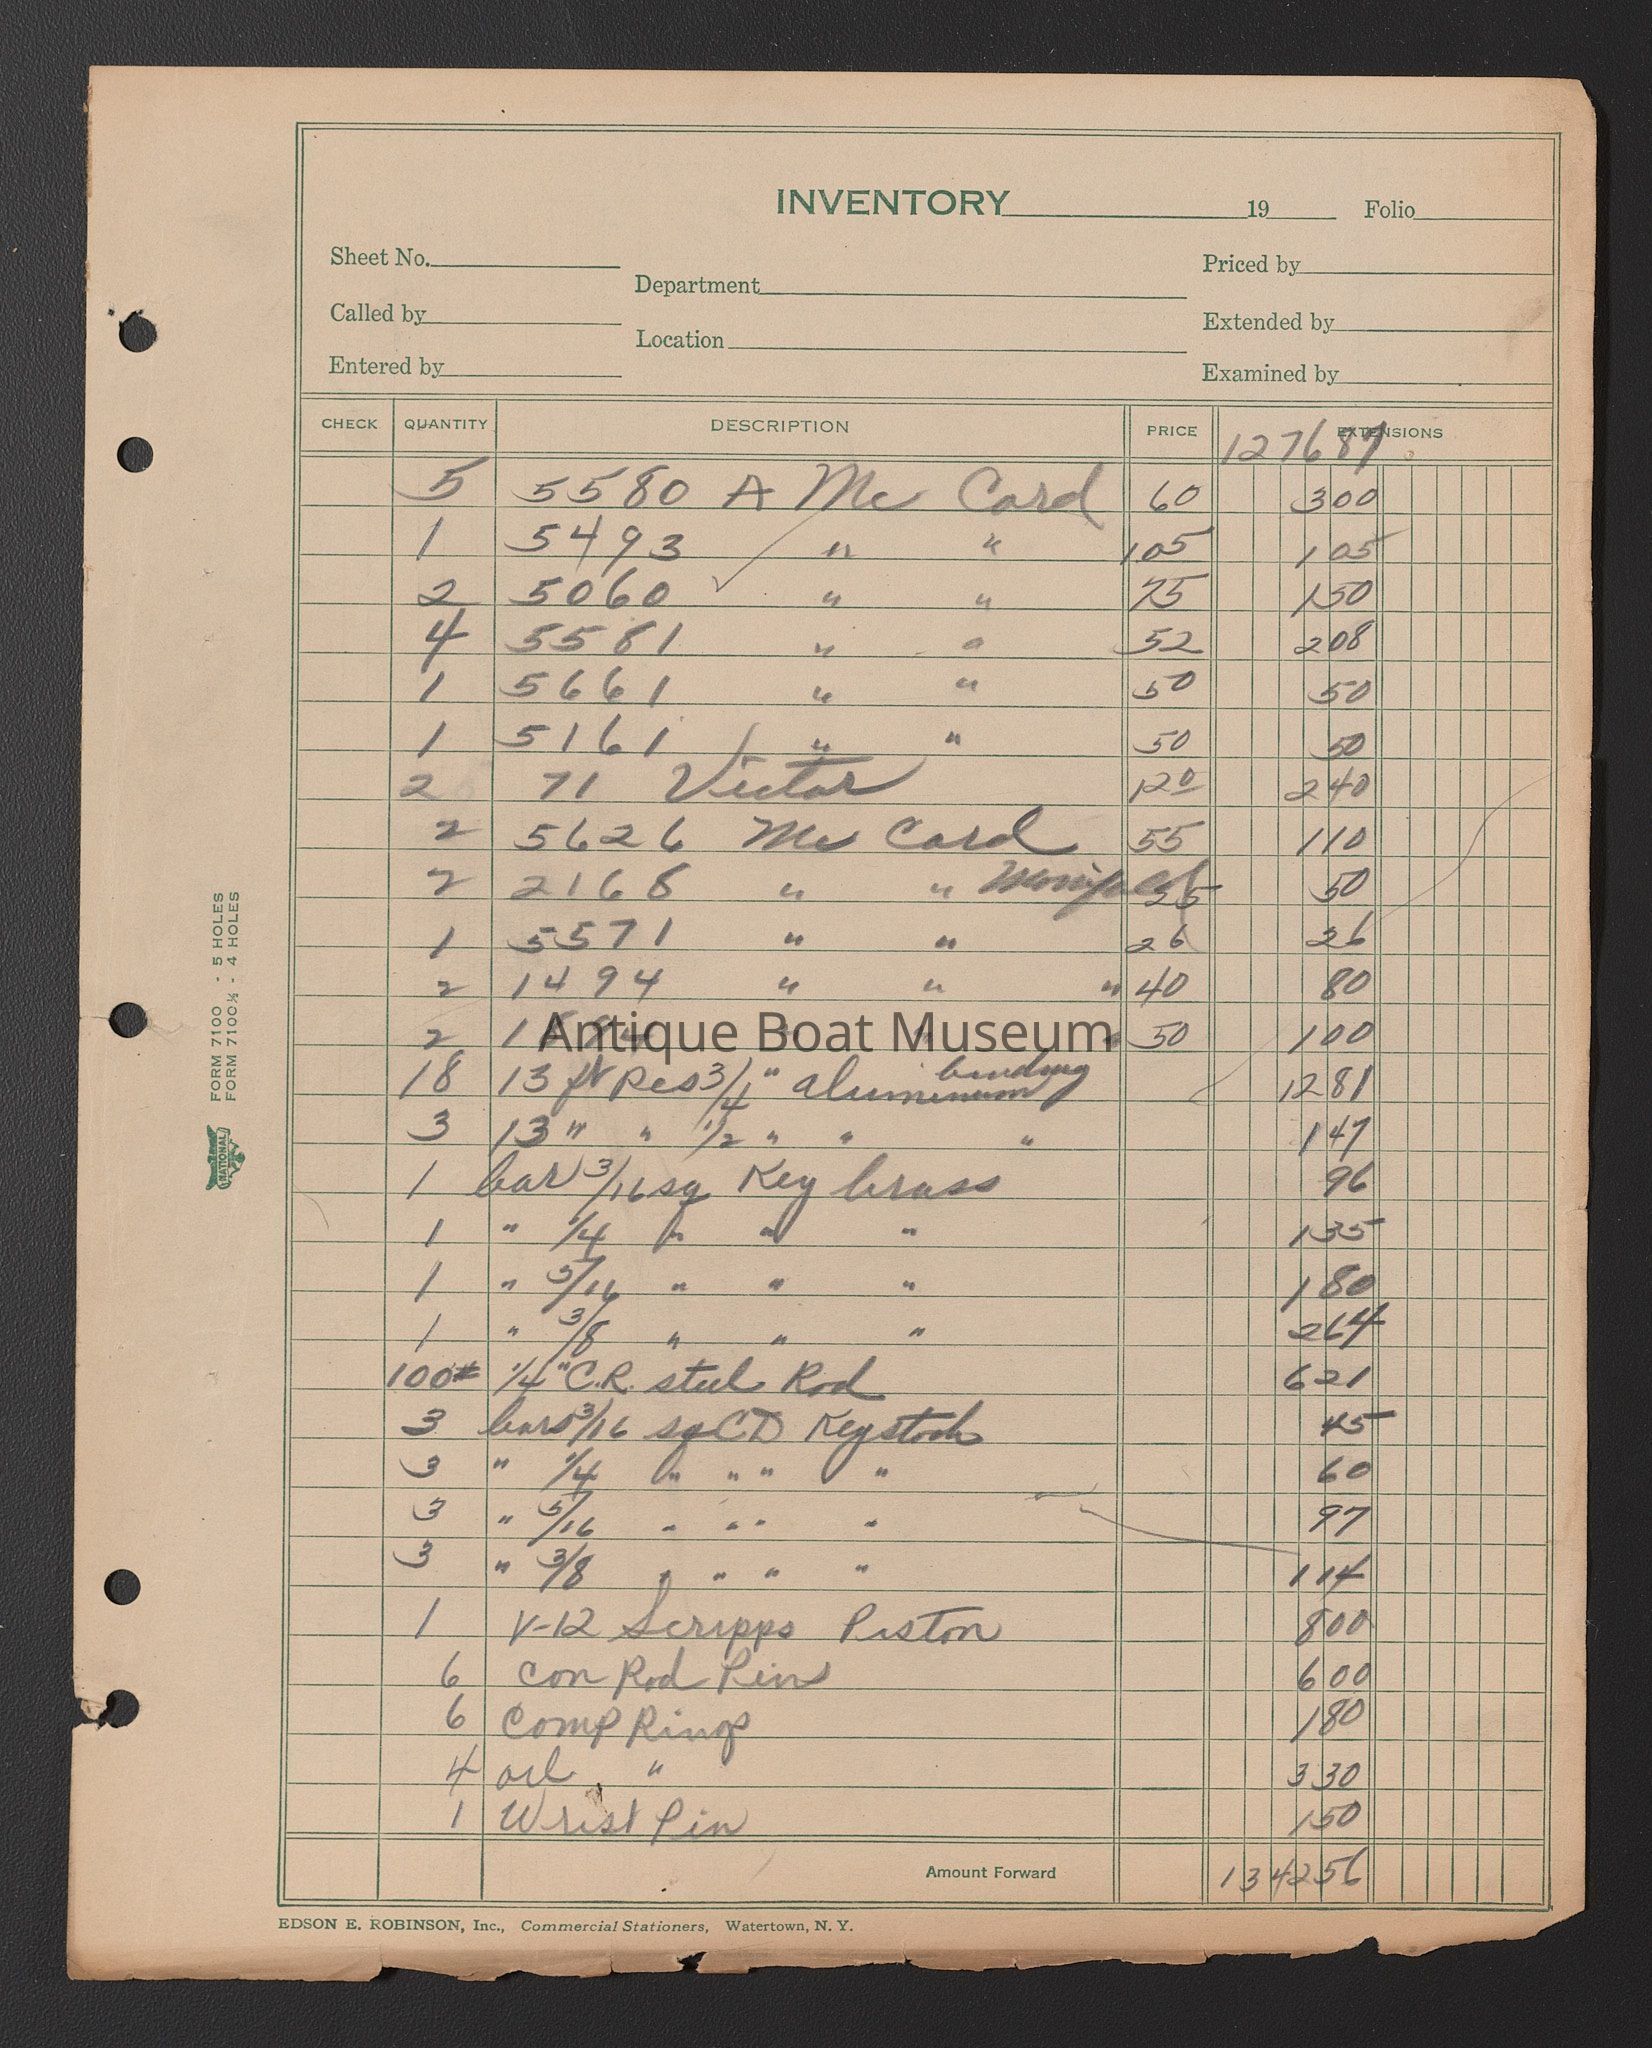 INVENTORY 19 Folio
Sheet No.
Priced by
Department
Called by
Extended by
Location
Entered by
Examined by
CHECK QUANTITY DESCRIPTION PRICE EXTENSIONS
127687
5 5580 A Mc Card 60 300
1 5493 " " 105 105
2 5060 " " 75 150
4 5581 " " 52 208
1 5661 " " 50 50
1 5161 " " 50 50
2 71 Victor 120 240
2 5626 Mc Card 55 110
2 2168 " " Manifold 25 50
1 5571 " " 26 26
2 1494 " " " 40 80
2 " " 50 100
Antique Boat Museum
18 13 ft Pcs 3/4" aluminum binding 1281
3 13 " " 1/2 " " " 147
1 bar 3/16 sq Key brass 96
1 " 1/4 " " " 135
1 " 5/16 " " " 180
1 " 3/8 " " " 264
100# 1/4" C.R. steel Rod 621
3 bars 3/16 sq CD Keystock 45
3 " 1/4 " " " " 60
3 " 5/16 " " " " 97
3 " 3/8 " " " " 114
1 V-12 Scripps Piston 800
6 Con Rod Pins 600
6 Comp Rings 180
4 oil " 330
1 Wrist Pin 150
Amount Forward 134256
EDSON E. ROBINSON, Inc., Commercial Stationers, Watertown, N. Y.
FORM 7100 - 5 HOLES
FORM 7100½ - 4 HOLES
NATIONAL